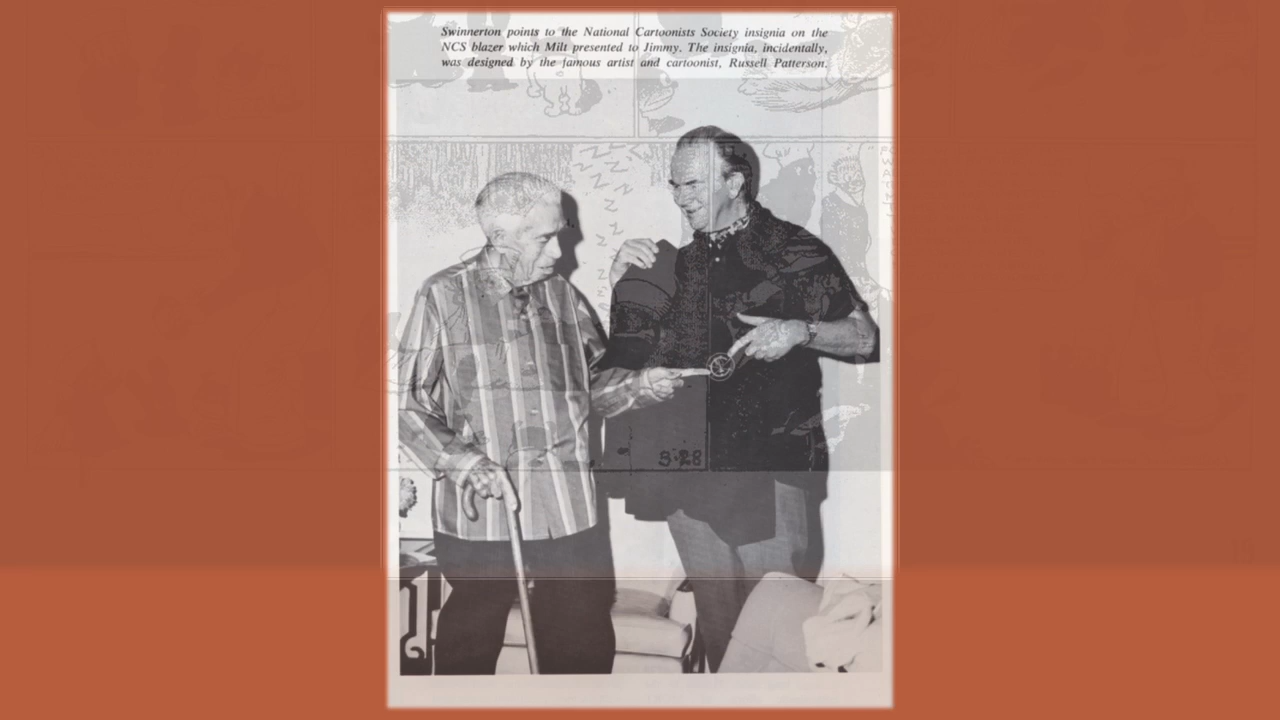 Swinnerton points to the National Cartoonists Society insignia on the
NCS blazer which Milt presented to Jimmy. The insignia, incidentally,
was designed by the famous artist and cartoonist, Russell Patterson.
Z Z Z Z
3-28